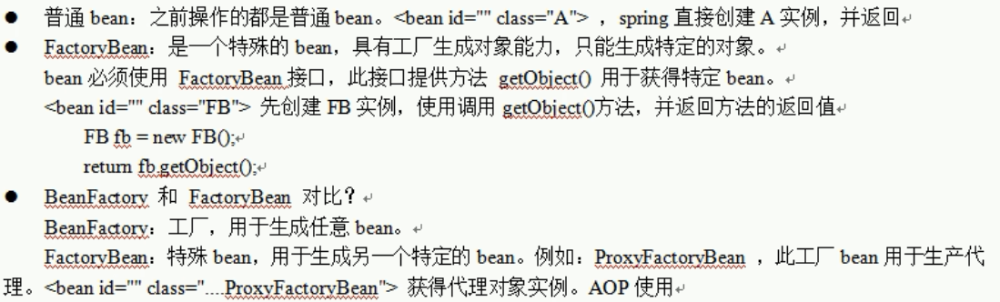 ● 普通 bean：之前操作的都是普通 bean。<bean id="" class="A"> ，spring 直接创建 A 实例，并返回↵
● FactoryBean：是一个特殊的 bean，具有工厂生成对象能力，只能生成特定的对象。↵
bean 必须使用 FactoryBean 接口，此接口提供方法 getObject() 用于获得特定 bean。↵
<bean id="" class="FB"> 先创建 FB 实例，使用调用 getObject()方法，并返回方法的返回值↵
FB fb = new FB();↵
return fb.getObject();↵
● BeanFactory 和 FactoryBean 对比？↵
BeanFactory：工厂，用于生成任意 bean。↵
FactoryBean：特殊 bean，用于生成另一个特定的 bean。例如：ProxyFactoryBean ，此工厂 bean 用于生产代
理。<bean id="" class="....ProxyFactoryBean"> 获得代理对象实例。AOP 使用↵